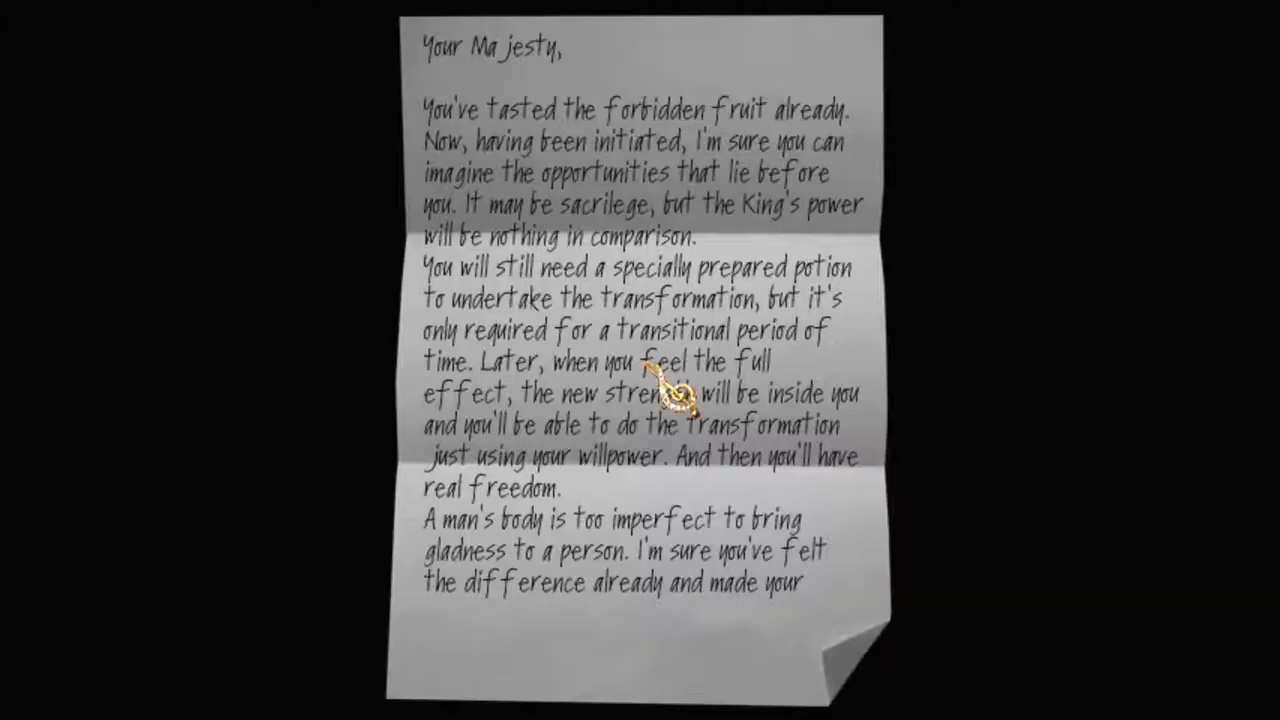 Your Majesty,
You've tasted the forbidden fruit already.
Now, having been initiated, I'm sure you can
imagine the opportunities that lie before
you. It may be sacrilege, but the King's power
will be nothing in comparison.
You will still need a specially prepared potion
to undertake the transformation, but it's
only required for a transitional period of
time. Later, when you feel the full
effect, the new will be inside you
and you'll be able to do the transformation
just using your willpower. And then you'll have
real freedom.
A man's body is too imperfect to bring
gladness to a person. I'm sure you've felt
the difference already and made your